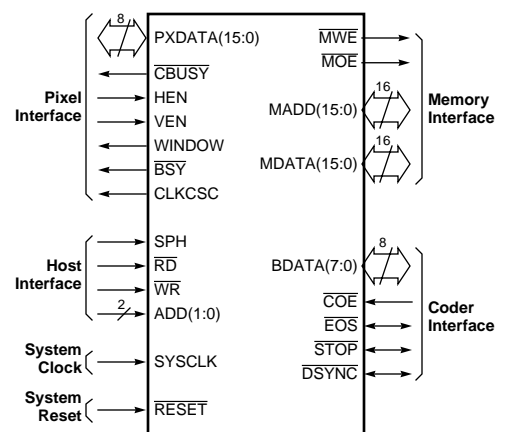 8
PXDATA(15:0)
CBUSY
HEN
VEN
WINDOW
BSY
CLKCSC
Pixel
Interface
SPH
RD
WR
2
ADD(1:0)
Host
Interface
System
Clock
SYSCLK
System
Reset
RESET
MWE
MOE
16
MADD(15:0)
16
MDATA(15:0)
Memory
Interface
8
BDATA(7:0)
COE
EOS
STOP
DSYNC
Coder
Interface